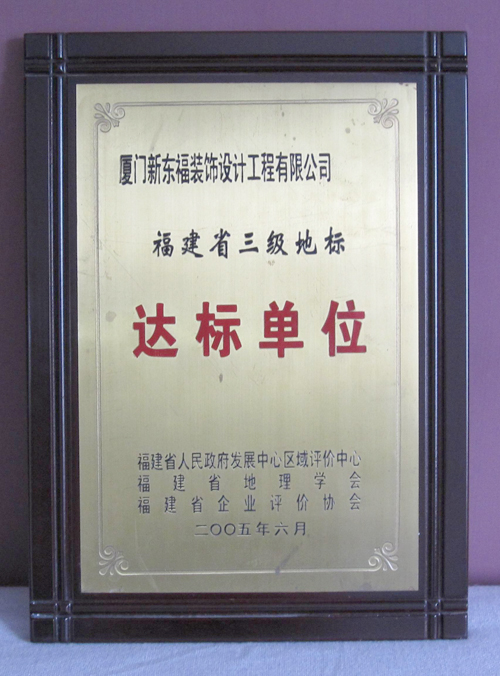 厦门新东福装饰设计工程有限公司
福建省三级地标
达标单位
福建省人民政府发展中心区域评价中心
福建省地理学会
福建省企业评价协会
二〇〇五年六月